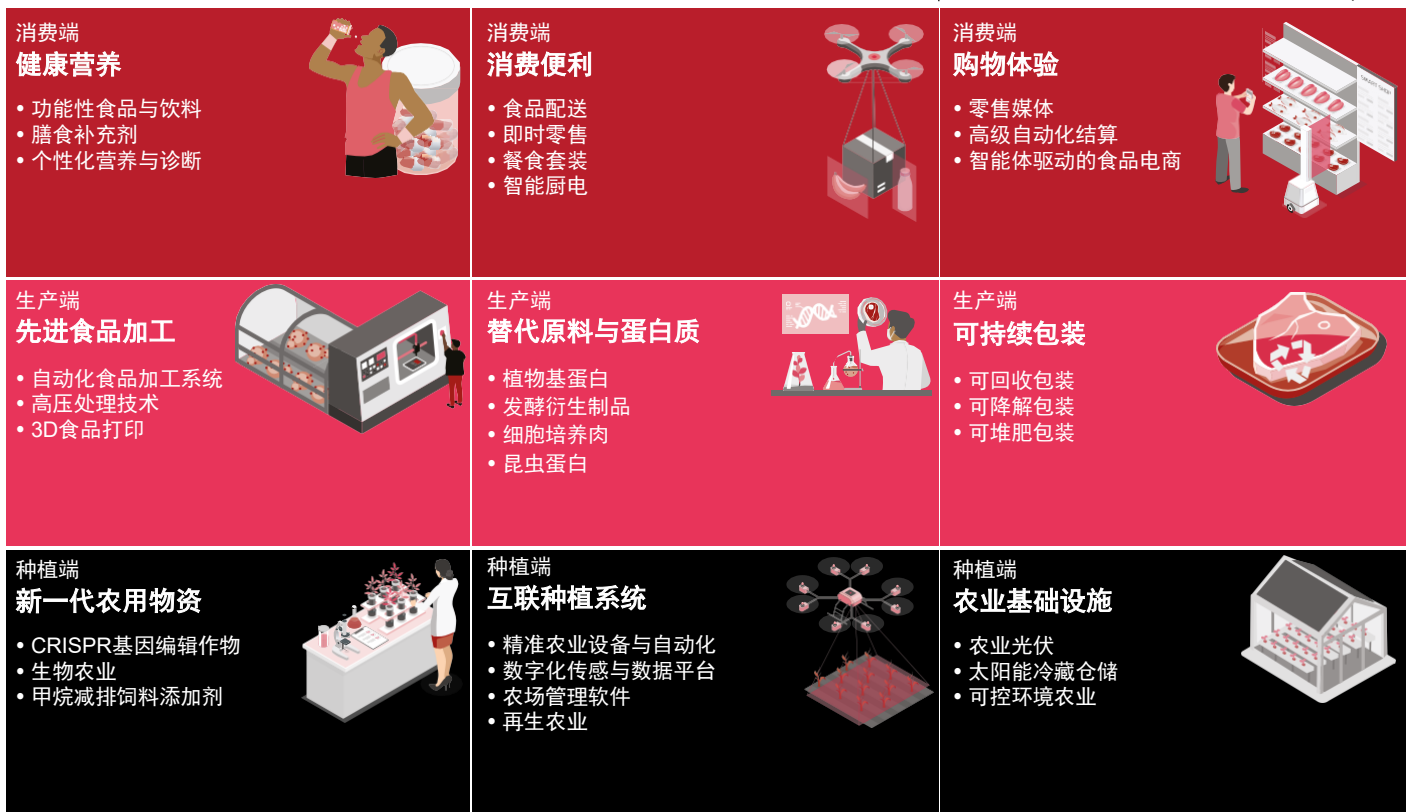 消费端
健康营养
• 功能性食品与饮料
• 膳食补充剂
• 个性化营养与诊断
消费端
消费便利
• 食品配送
• 即时零售
• 餐食套装
• 智能厨电
消费端
购物体验
• 零售媒体
• 高级自动化结算
• 智能体驱动的食品电商
SMART SHOP
生产端
先进食品加工
• 自动化食品加工系统
• 高压处理技术
• 3D食品打印
生产端
替代原料与蛋白质
• 植物基蛋白
• 发酵衍生制品
• 细胞培养肉
• 昆虫蛋白
生产端
可持续包装
• 可回收包装
• 可降解包装
• 可堆肥包装
种植端
新一代农用物资
• CRISPR基因编辑作物
• 生物农业
• 甲烷减排饲料添加剂
种植端
互联种植系统
• 精准农业设备与自动化
• 数字化传感与数据平台
• 农场管理软件
• 再生农业
种植端
农业基础设施
• 农业光伏
• 太阳能冷藏仓储
• 可控环境农业